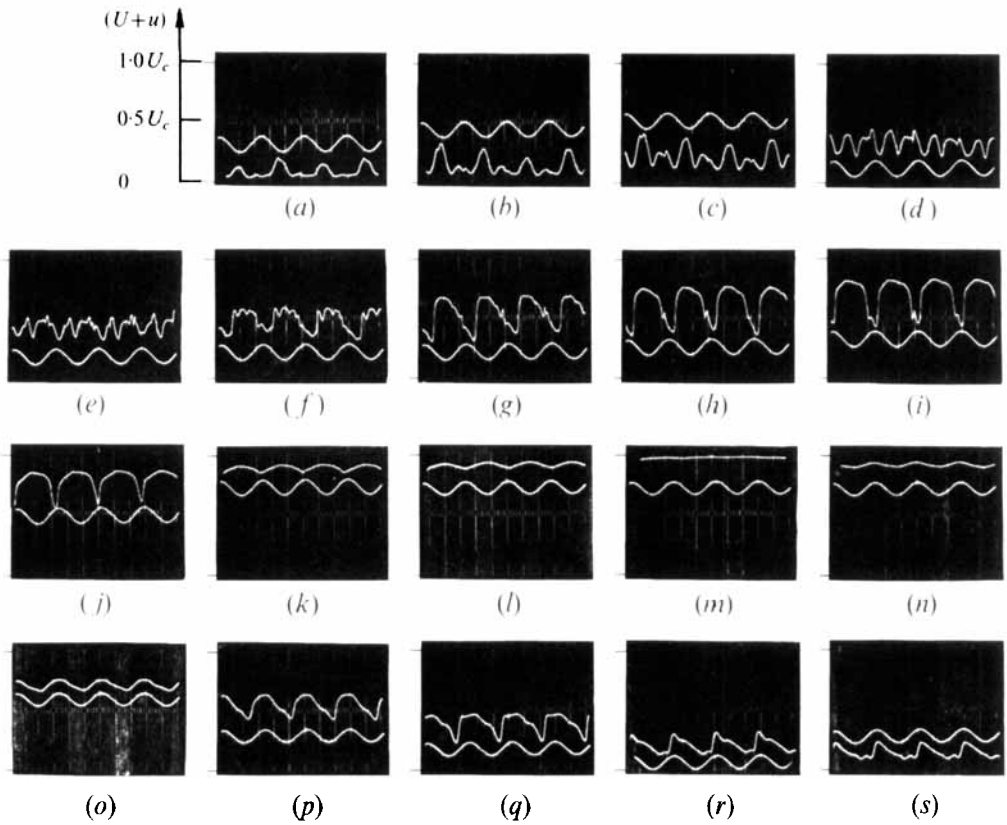 (U+u)
1·0 U_c
0·5 U_c
0
(a) (b) (c) (d)
(e) (f) (g) (h) (i)
(j) (k) (l) (m) (n)
(o) (p) (q) (r) (s)